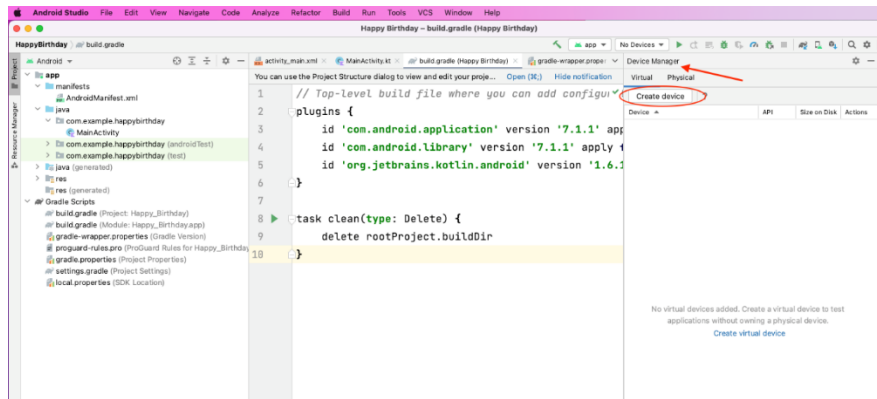 Android Studio File Edit View Navigate Code Analyze Refactor Build Run Tools VCS Window Help
Happy Birthday – build.gradle (Happy Birthday)
HappyBirthday build.gradle
app
No Devices
Project
Resource Manager
Android
app
manifests
AndroidManifest.xml
java
com.example.happybirthday
MainActivity
com.example.happybirthday (androidTest)
com.example.happybirthday (test)
java (generated)
res
res (generated)
Gradle Scripts
build.gradle (Project: Happy_Birthday)
build.gradle (Module: Happy_Birthday.app)
gradle-wrapper.properties (Gradle Version)
proguard-rules.pro (ProGuard Rules for Happy_Birthday
gradle.properties (Project Properties)
settings.gradle (Project Settings)
local.properties (SDK Location)
activity_main.xml MainActivity.kt build.gradle (Happy Birthday) gradle-wrapper.prope
You can use the Project Structure dialog to view and edit your proje... Open (⌘;) Hide notification
1 // Top-level build file where you can add configur
2 plugins {
3 id 'com.android.application' version '7.1.1' app
4 id 'com.android.library' version '7.1.1' apply
5 id 'org.jetbrains.kotlin.android' version '1.6.1
6 }
7
8 task clean(type: Delete) {
9 delete rootProject.buildDir
10 }
Device Manager
Virtual Physical
Create device
Device API Size on Disk Actions
No virtual devices added. Create a virtual device to test
applications without owning a physical device.
Create virtual device